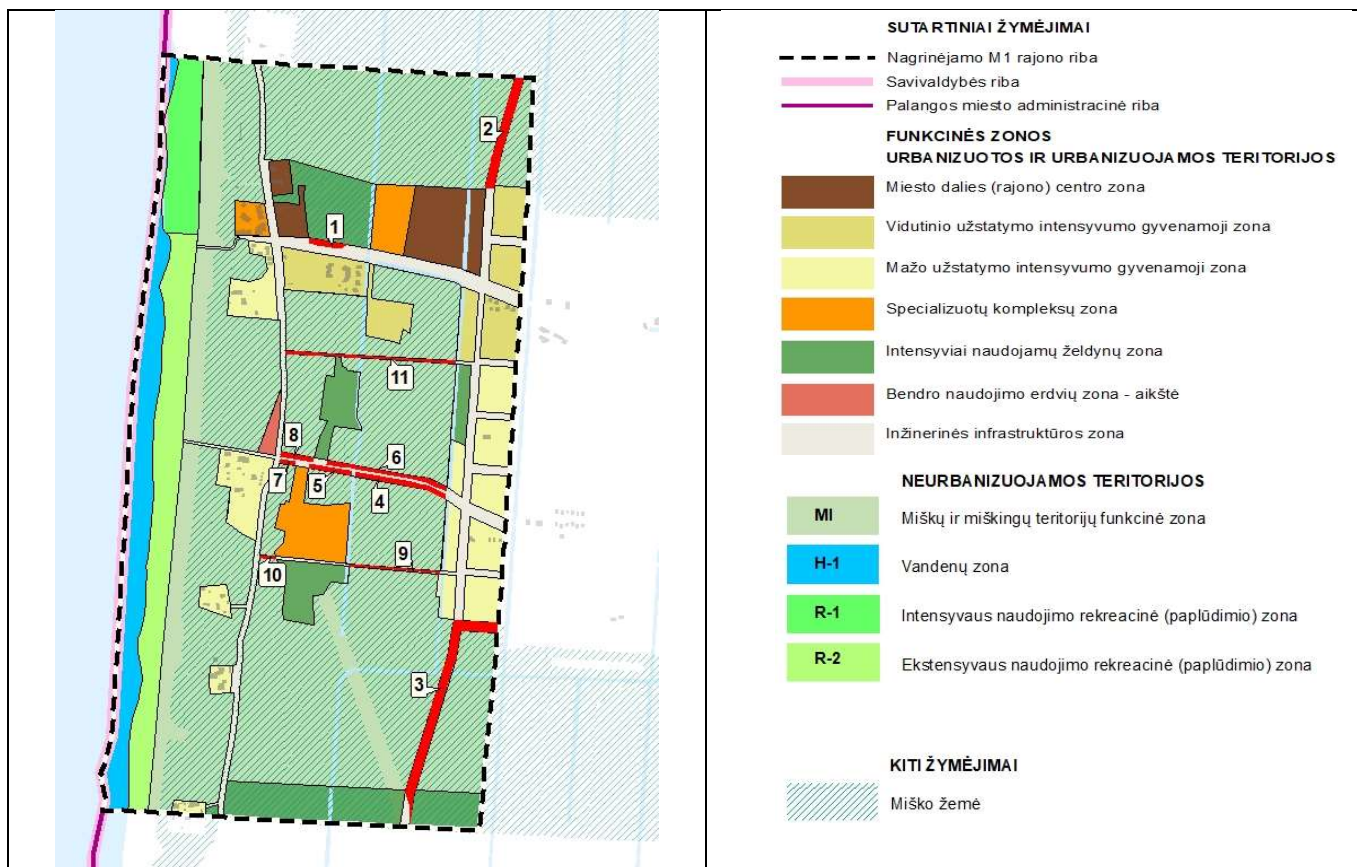 2
1
11
8
6
7
5
4
9
10
3
SUTARTINIAI ŽYMĖJIMAI
Nagrinėjamo M1 rajono riba
Savivaldybės riba
Palangos miesto administracinė riba
FUNKCINĖS ZONOS
URBANIZUOTOS IR URBANIZUOJAMOS TERITORIJOS
Miesto dalies (rajono) centro zona
Vidutinio užstatymo intensyvumo gyvenamoji zona
Mažo užstatymo intensyvumo gyvenamoji zona
Specializuotų kompleksų zona
Intensyviai naudojamų želdynų zona
Bendro naudojimo erdvių zona - aikštė
Inžinerinės infrastruktūros zona
NEURBANIZUOJAMOS TERITORIJOS
MI Miškų ir miškingų teritorijų funkcinė zona
H-1 Vandenų zona
R-1 Intensyvaus naudojimo rekreacinė (paplūdimio) zona
R-2 Ekstensyvaus naudojimo rekreacinė (paplūdimio) zona
KITI ŽYMĖJIMAI
Miško žemė